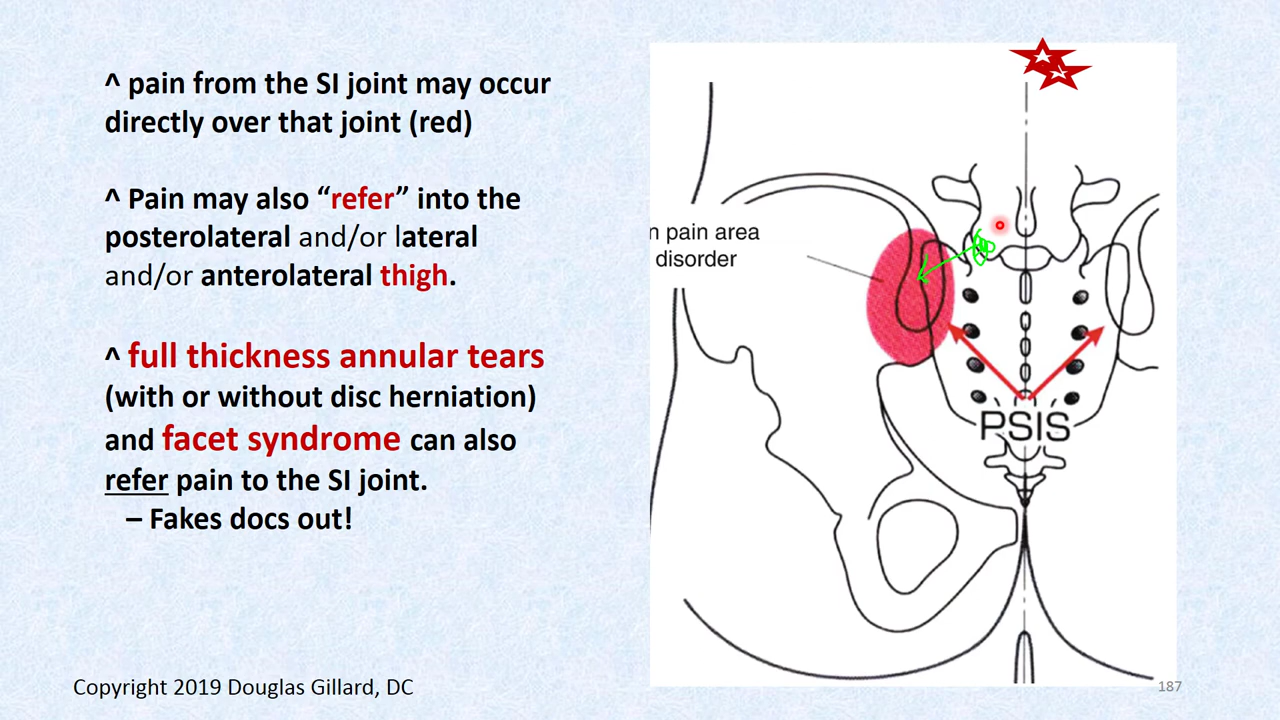 ^ pain from the SI joint may occur
directly over that joint (red)
^ Pain may also “refer” into the
posterolateral and/or lateral
and/or anterolateral thigh.
^ full thickness annular tears
(with or without disc herniation)
and facet syndrome can also
refer pain to the SI joint.
– Fakes docs out!
n pain area
disorder
PSIS
Copyright 2019 Douglas Gillard, DC
187